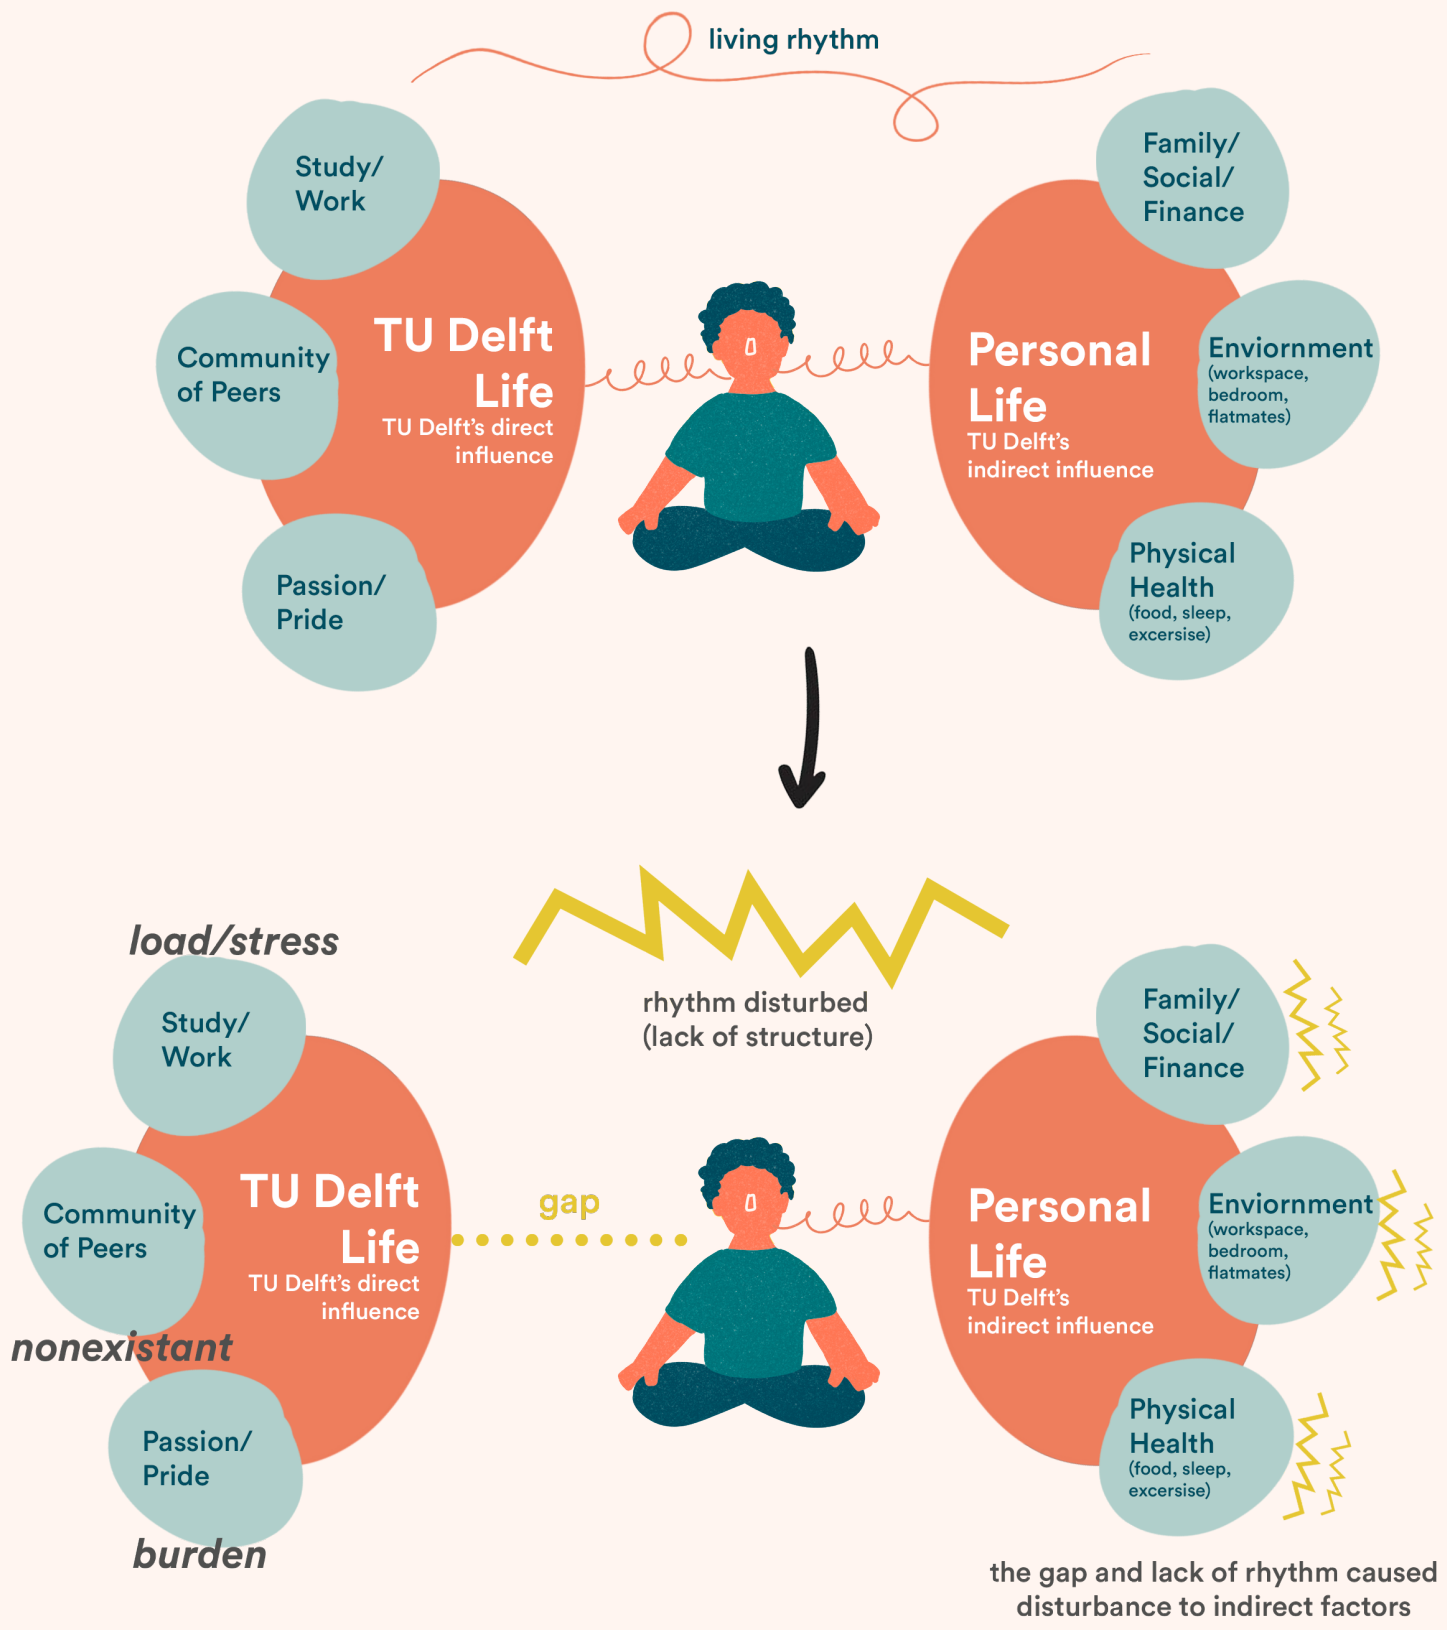 living rhythm
Study/
Work
Community
of Peers
Passion/
Pride
TU Delft
Life
TU Delft's direct
influence
Personal
Life
TU Delft's
indirect influence
Family/
Social/
Finance
Enviornment
(workspace,
bedroom,
flatmates)
Physical
Health
(food, sleep,
excersise)
rhythm disturbed
(lack of structure)
load/stress
Study/
Work
Community
of Peers
nonexistant
Passion/
Pride
burden
TU Delft
Life
TU Delft's direct
influence
gap
Personal
Life
TU Delft's
indirect influence
Family/
Social/
Finance
Enviornment
(workspace,
bedroom,
flatmates)
Physical
Health
(food, sleep,
excersise)
the gap and lack of rhythm caused
disturbance to indirect factors